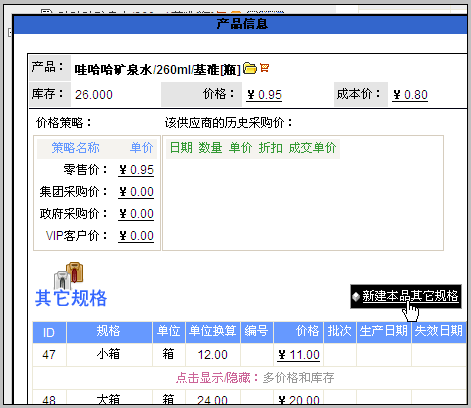 产品信息
产品： 哇哈哈矿泉水/260ml/基准[瓶]
库存： 26.000 价格： ¥ 0.95 成本价： ¥ 0.80
价格策略： 该供应商的历史采购价：
策略名称 单价 日期 数量 单价 折扣 成交单价
零售价： ¥ 0.95
集团采购价： ¥ 0.00
政府采购价： ¥ 0.00
VIP客户价： ¥ 0.00
其它规格 新建本品其它规格
ID 规格 单位 单位换算 编号 价格 批次 生产日期 失效日期
47 小箱 箱 12.00 ¥ 11.00
点击显示/隐藏：多价格和库存
48 大箱 箱 24.00 ¥ 20.00